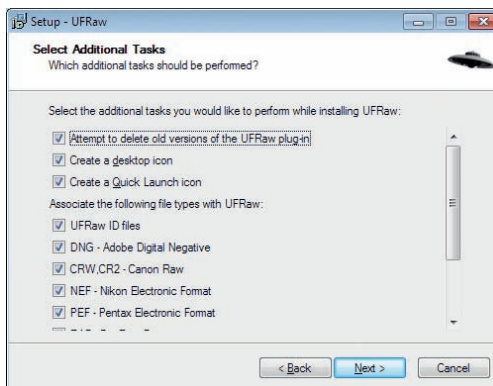 Setup - UFRaw
Select Additional Tasks
Which additional tasks should be performed?
Select the additional tasks you would like to perform while installing UFRaw:
Attempt to delete old versions of the UFRaw plug-in
Create a desktop icon
Create a Quick Launch icon
Associate the following file types with UFRaw:
UFRaw ID files
DNG - Adobe Digital Negative
CRW,CR2 - Canon Raw
NEF - Nikon Electronic Format
PEF - Pentax Electronic Format
< Back
Next >
Cancel